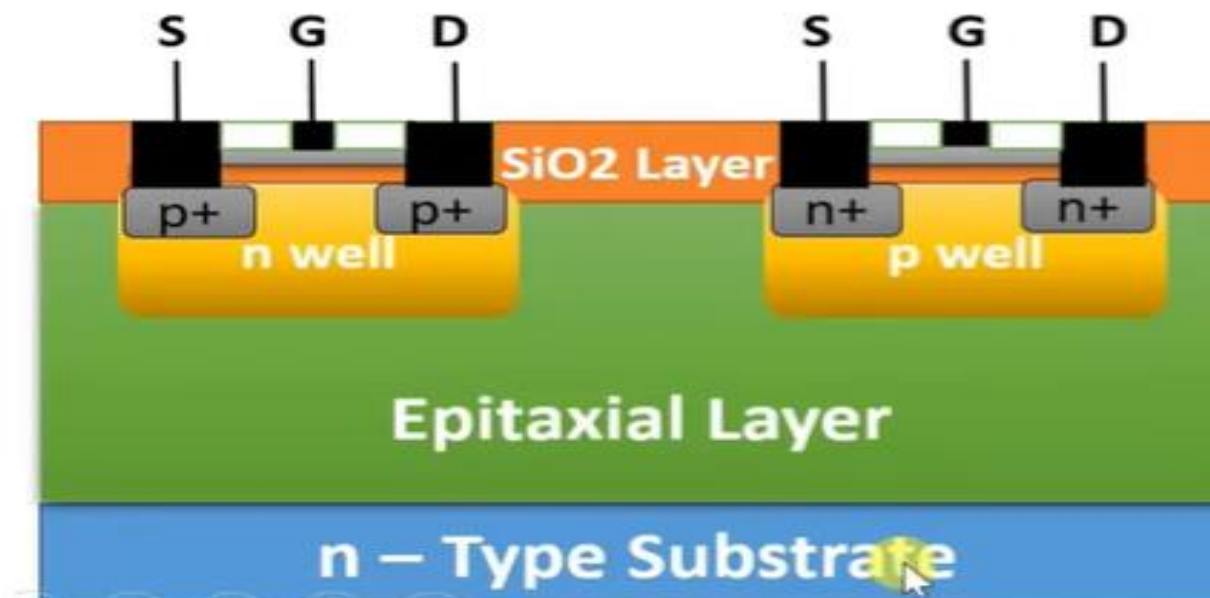 S G D S G D
SiO2 Layer
p+ p+ n+ n+
n well p well
Epitaxial Layer
n – Type Substrate